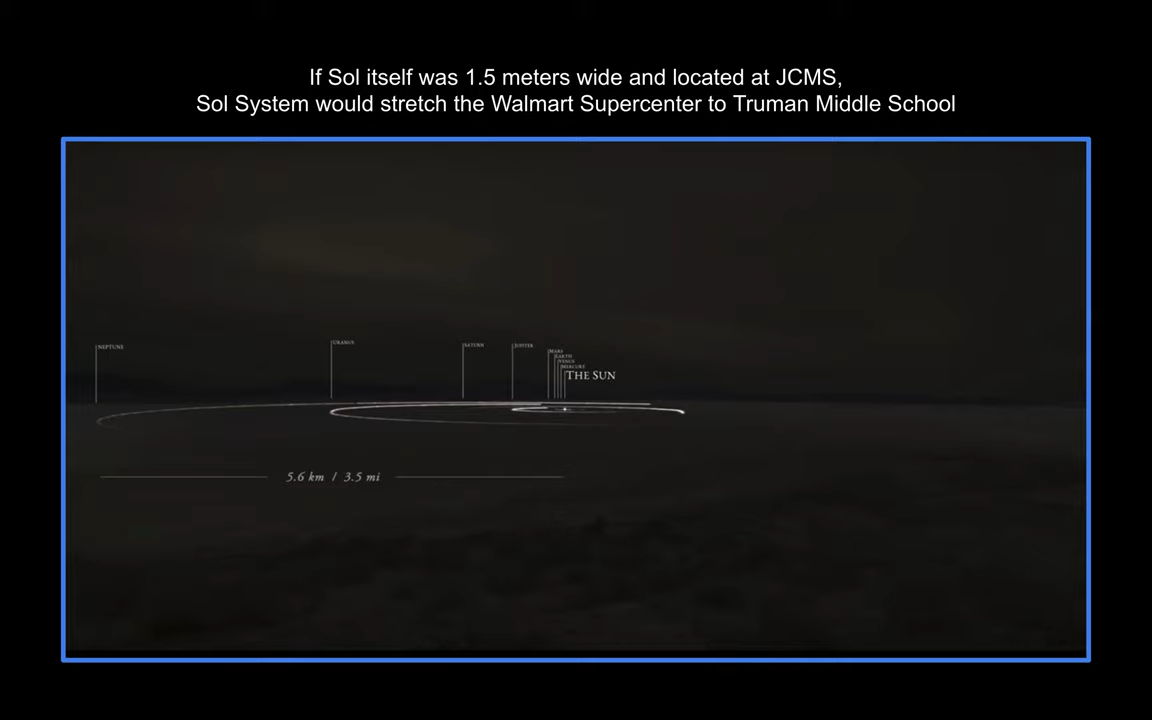 If Sol itself was 1.5 meters wide and located at JCMS,
Sol System would stretch the Walmart Supercenter to Truman Middle School
NEPTUNE
URANUS
SATURN
JUPITER
MARS
EARTH
VENUS
MERCURY
THE SUN
5.6 km / 3.5 mi